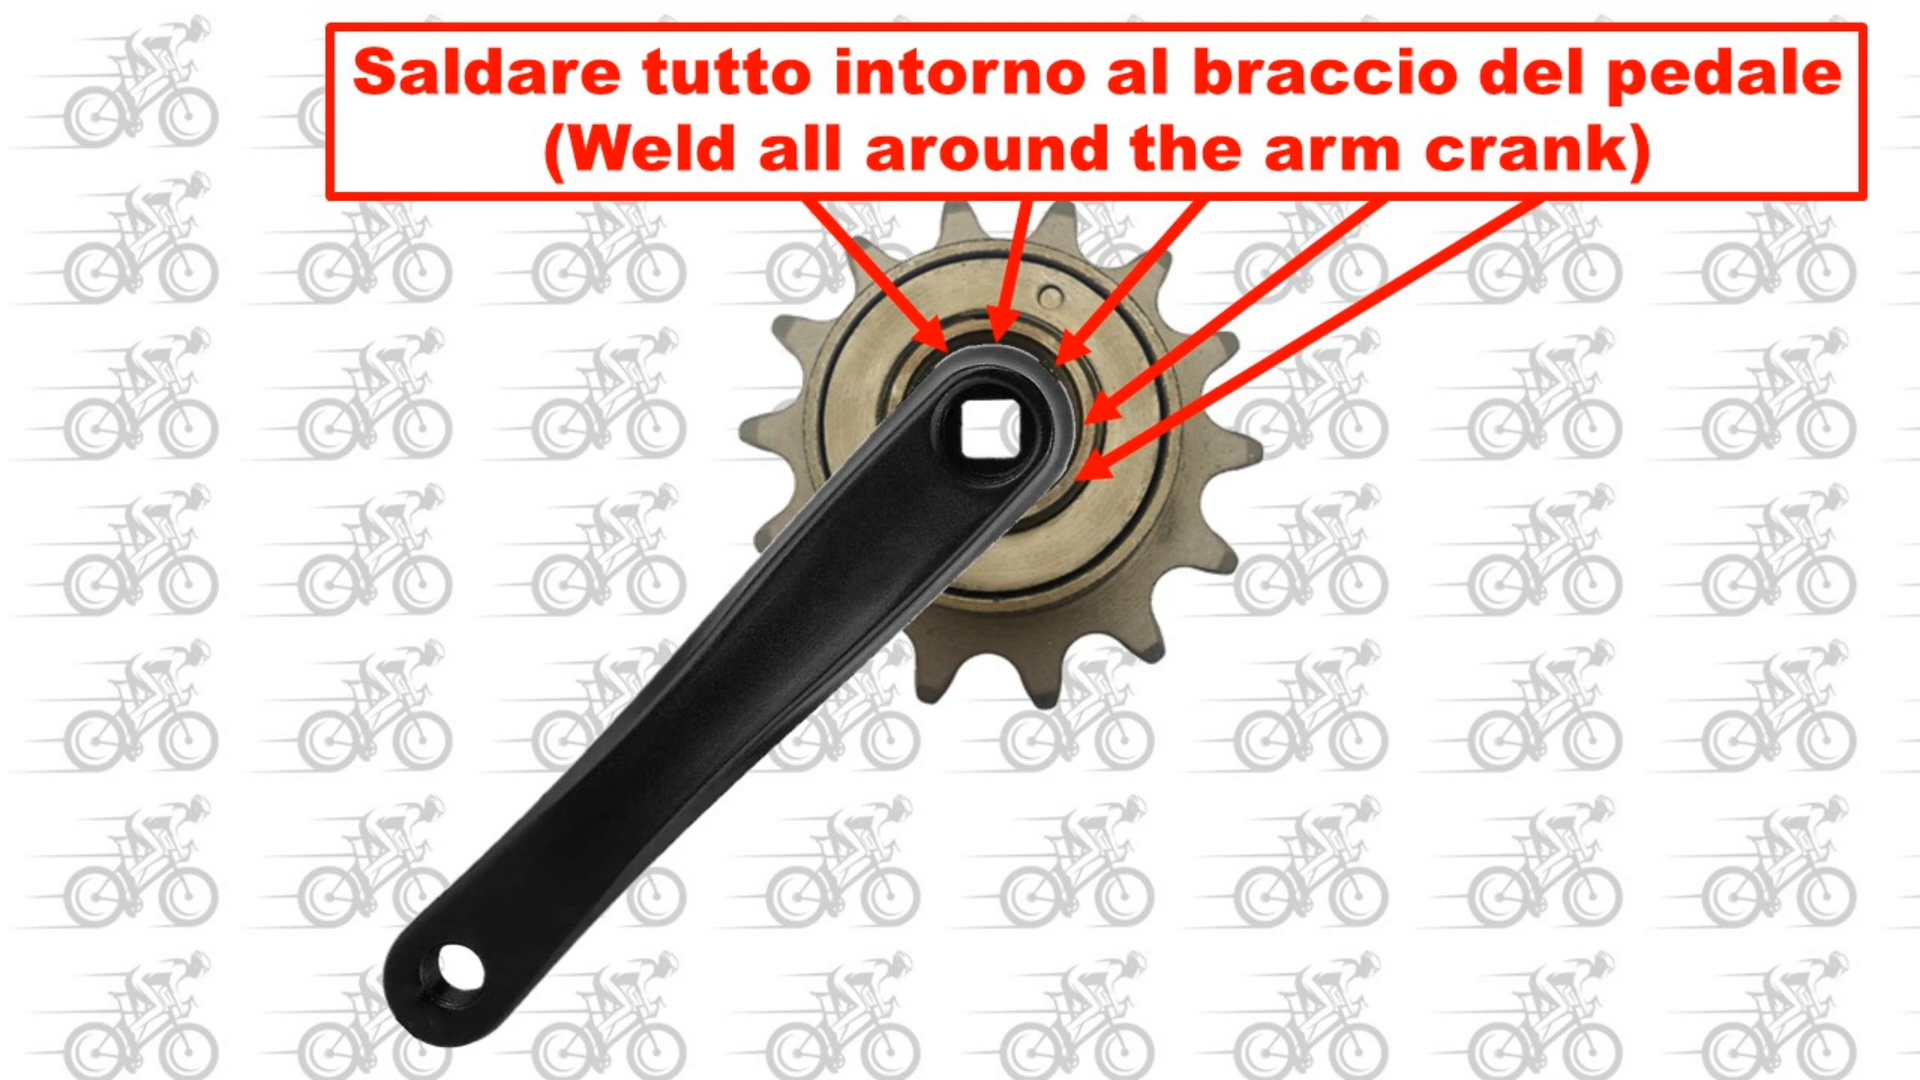 Saldare tutto intorno al braccio del pedale
(Weld all around the arm crank)